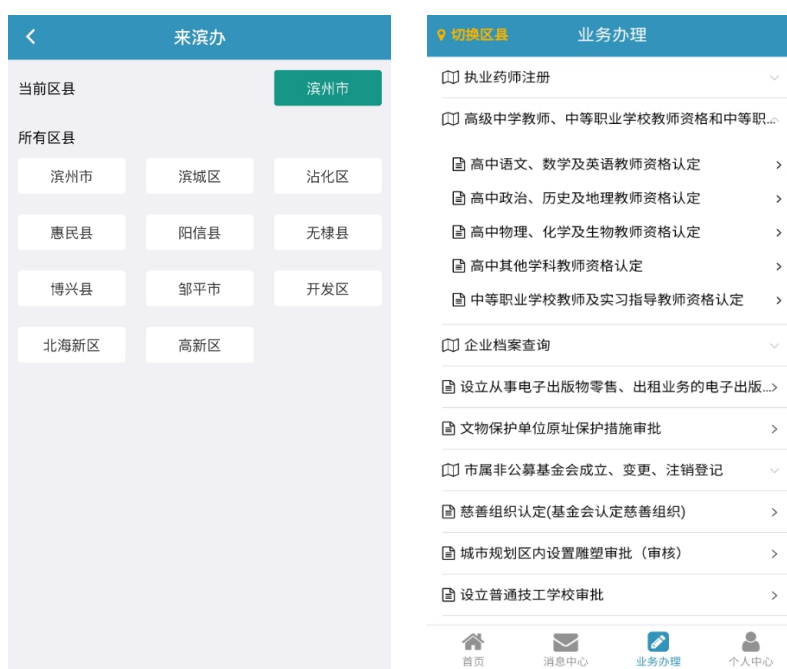 来滨办
当前区县
滨州市
所有区县
滨州市
滨城区
沾化区
惠民县
阳信县
无棣县
博兴县
邹平市
开发区
北海新区
高新区
切换区县
业务办理
执业药师注册
高级中学教师、中等职业学校教师资格和中等职...
高中语文、数学及英语教师资格认定
高中政治、历史及地理教师资格认定
高中物理、化学及生物教师资格认定
高中其他学科教师资格认定
中等职业学校教师及实习指导教师资格认定
企业档案查询
设立从事电子出版物零售、出租业务的电子出版...
文物保护单位原址保护措施审批
市属非公募基金会成立、变更、注销登记
慈善组织认定(基金会认定慈善组织)
城市规划区内设置雕塑审批（审核）
设立普通技工学校审批
首页
消息中心
业务办理
个人中心